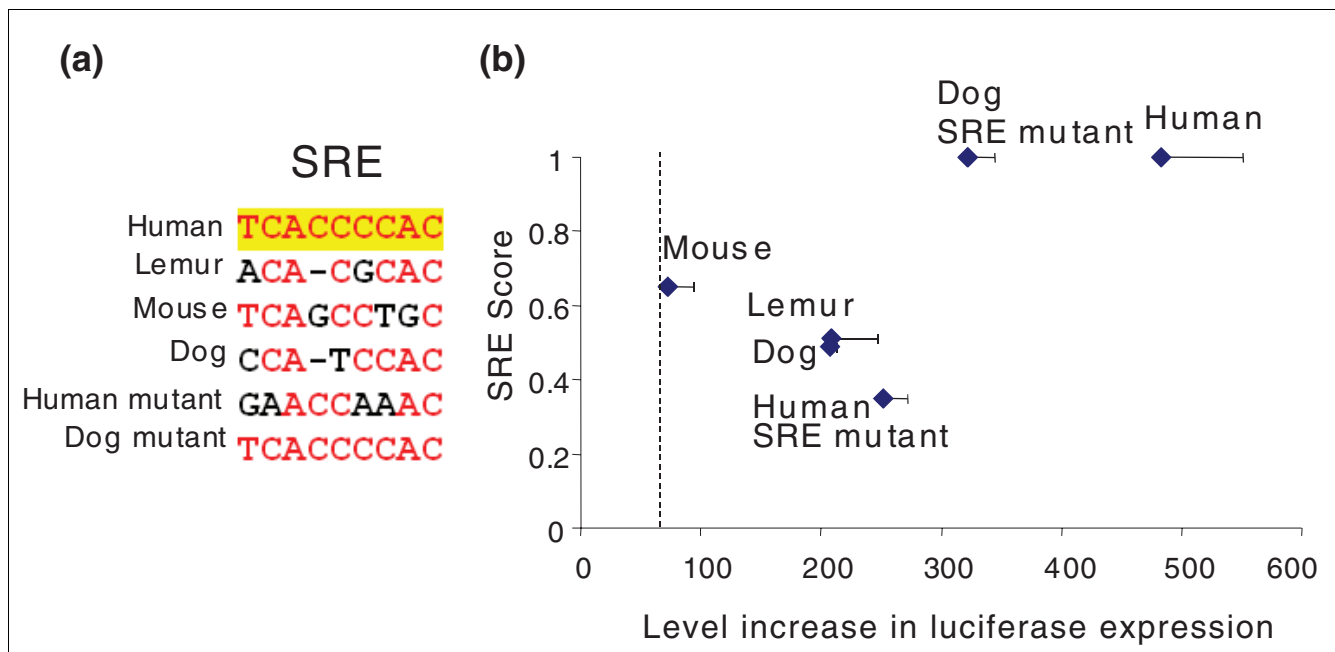 (a)
SRE
Human TCACCCCAC
Lemur ACA-CGCAC
Mouse TCAGCCTGC
Dog CCA-TCCAC
Human mutant GAACCAAAC
Dog mutant TCACCCCAC
(b)
Dog
SRE mutant
Human
Mouse
Lemur
Dog
Human
SRE mutant
SRE Score
1
0.8
0.6
0.4
0.2
0
0 100 200 300 400 500 600
Level increase in luciferase expression